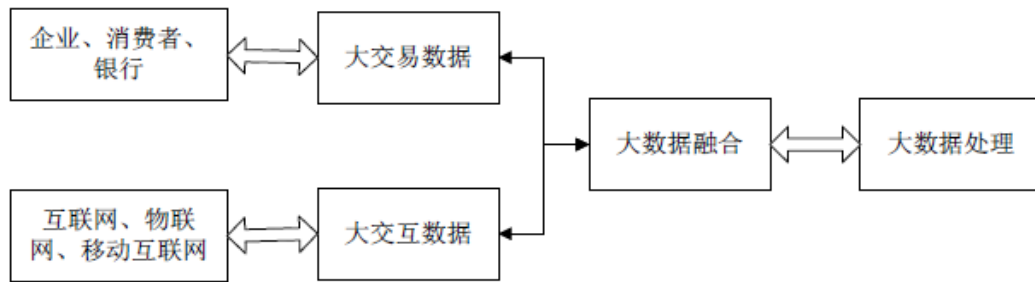 企业、消费者、
银行
大交易数据
大数据融合
大数据处理
互联网、物联
网、移动互联网
大交互数据